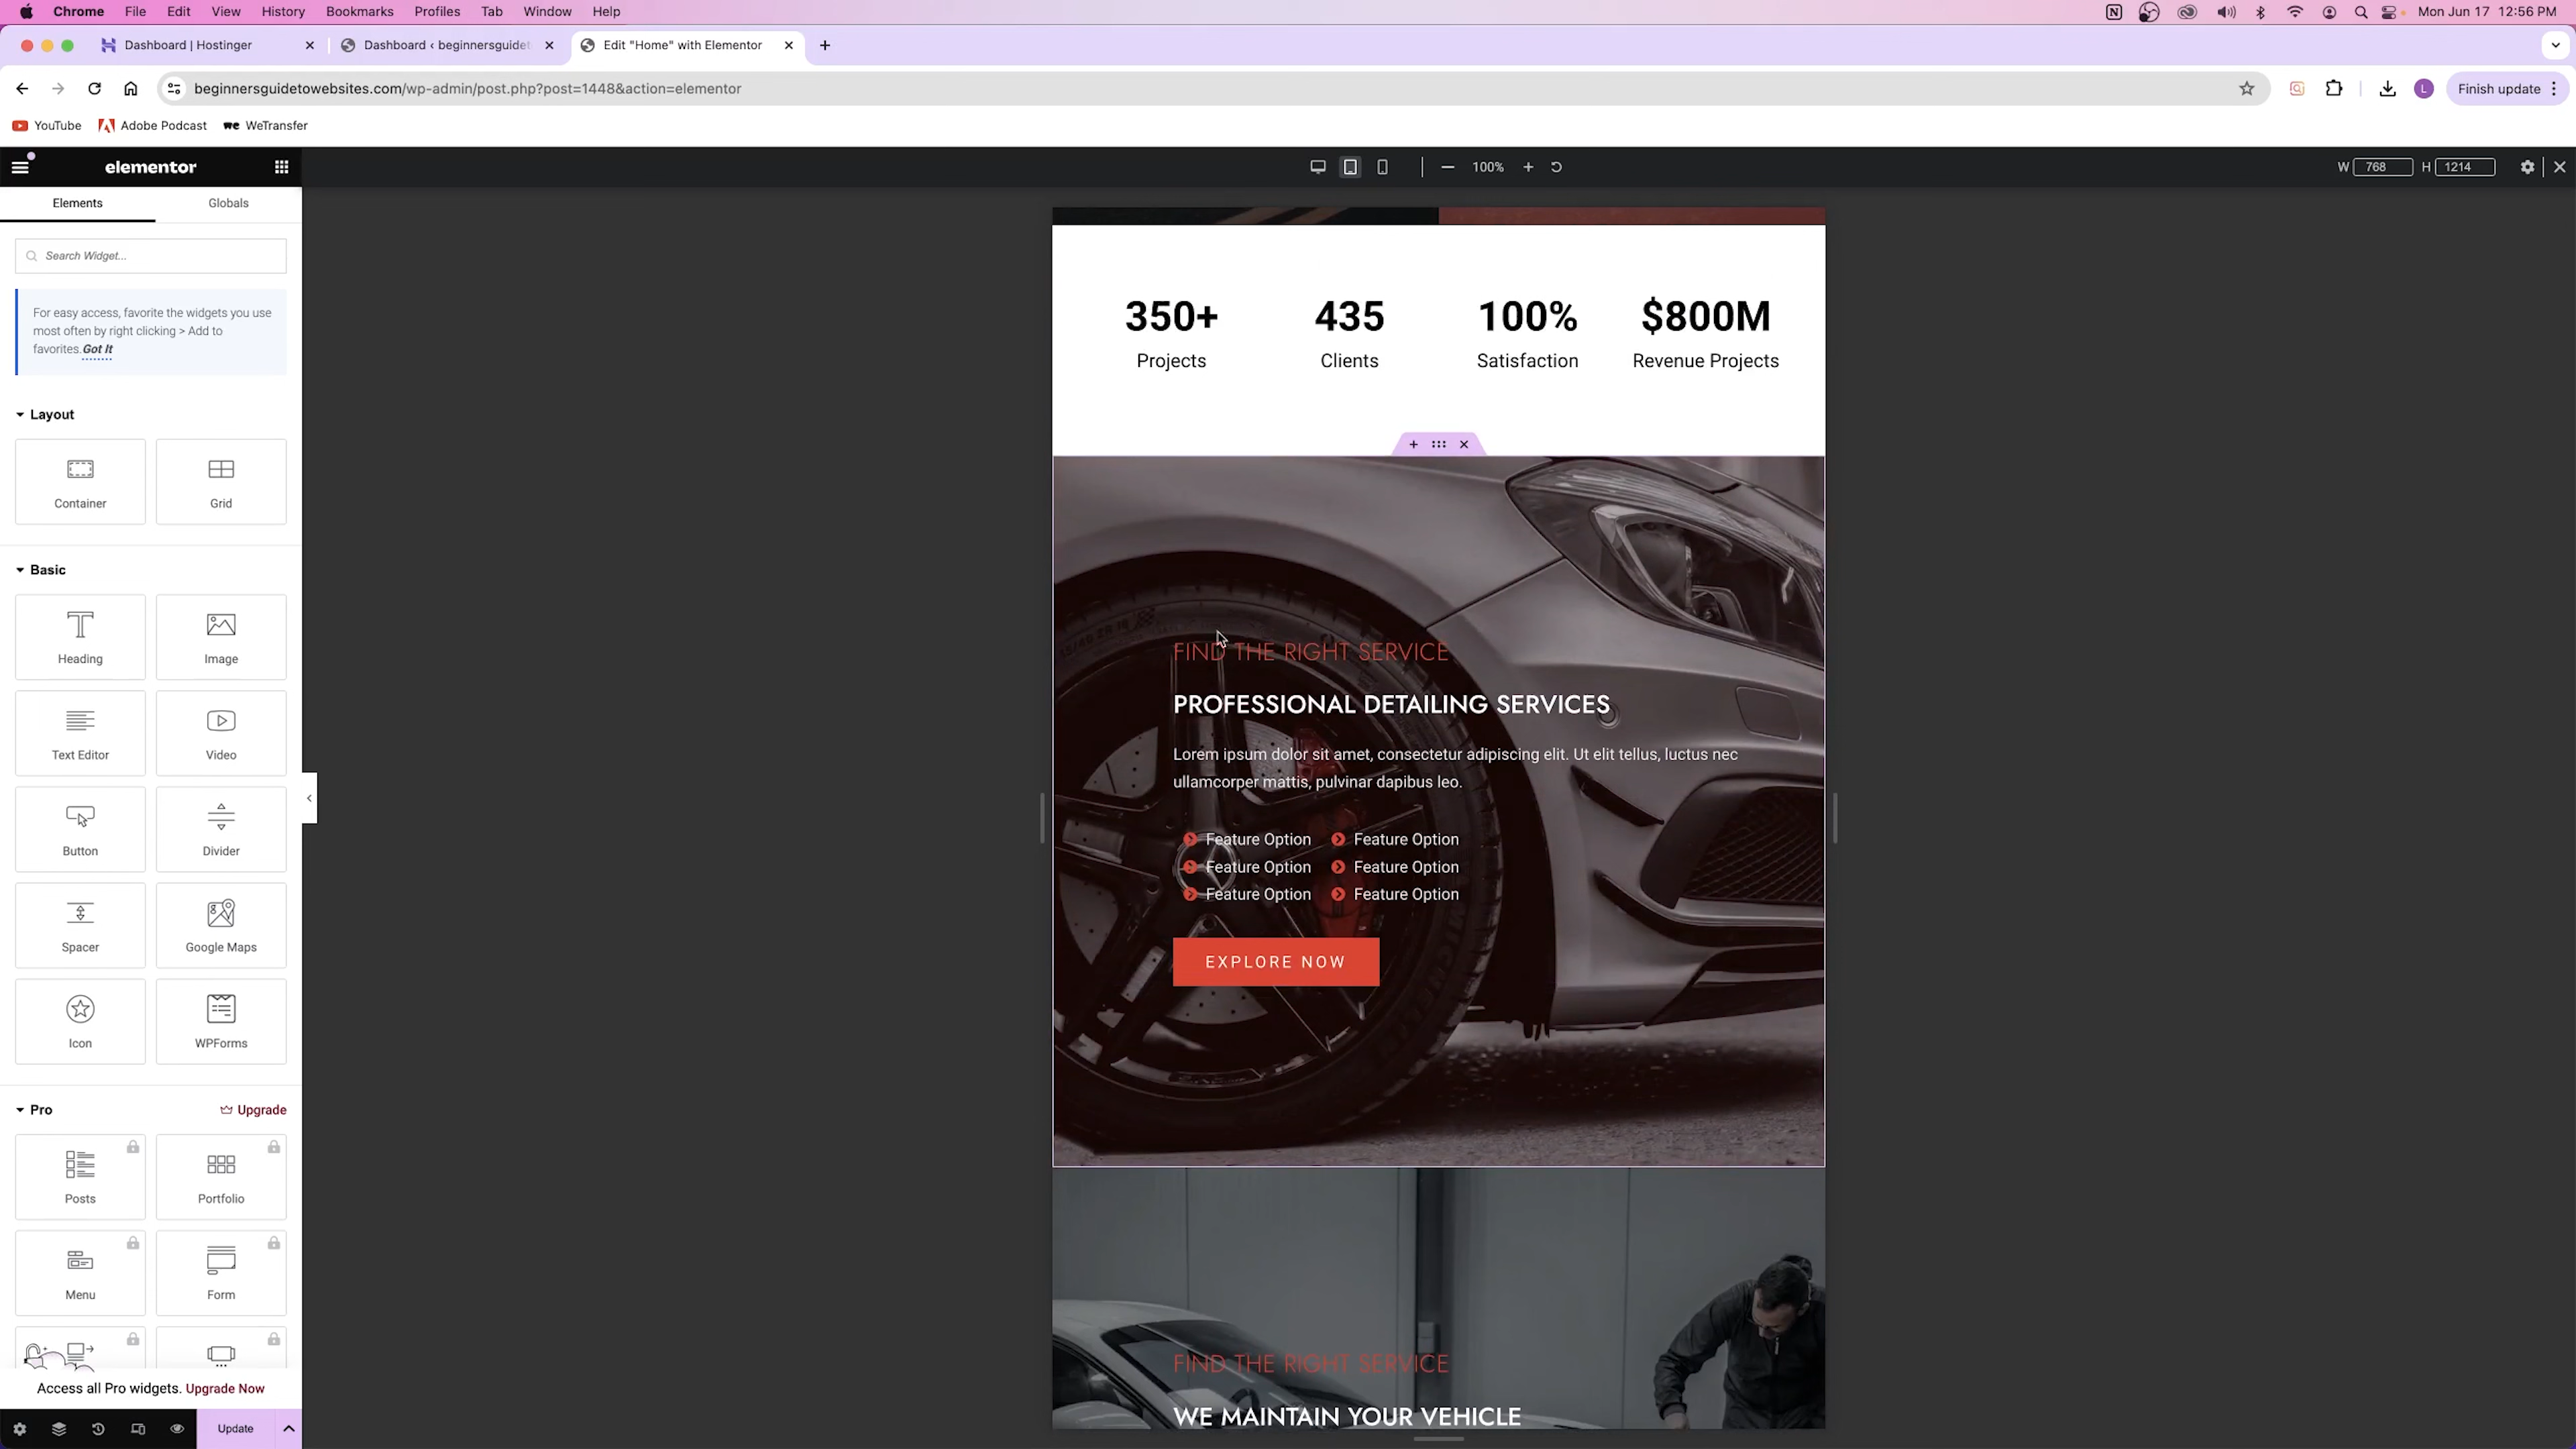 Chrome File Edit View History Bookmarks Profiles Tab Window Help Mon Jun 17 12:56 PM
Dashboard | Hostinger Dashboard ‹ beginnersguidet Edit "Home" with Elementor
beginnersguidetowebsites.com/wp-admin/post.php?post=1448&action=elementor L Finish update
YouTube Adobe Podcast WeTransfer
elementor 100% W 768 H 1214
Elements Globals
Search Widget...
For easy access, favorite the widgets you use
most often by right clicking > Add to
favorites. Got It
Layout
Container Grid
Basic
Heading Image
Text Editor Video
Button Divider
Spacer Google Maps
Icon WPForms
Pro Upgrade
Posts Portfolio
Menu Form
Access all Pro widgets. Upgrade Now
Update
350+ 435 100% $800M
Projects Clients Satisfaction Revenue Projects
FIND THE RIGHT SERVICE
PROFESSIONAL DETAILING SERVICES
Lorem ipsum dolor sit amet, consectetur adipiscing elit. Ut elit tellus, luctus nec
ullamcorper mattis, pulvinar dapibus leo.
Feature Option Feature Option
Feature Option Feature Option
Feature Option Feature Option
EXPLORE NOW
FIND THE RIGHT SERVICE
WE MAINTAIN YOUR VEHICLE